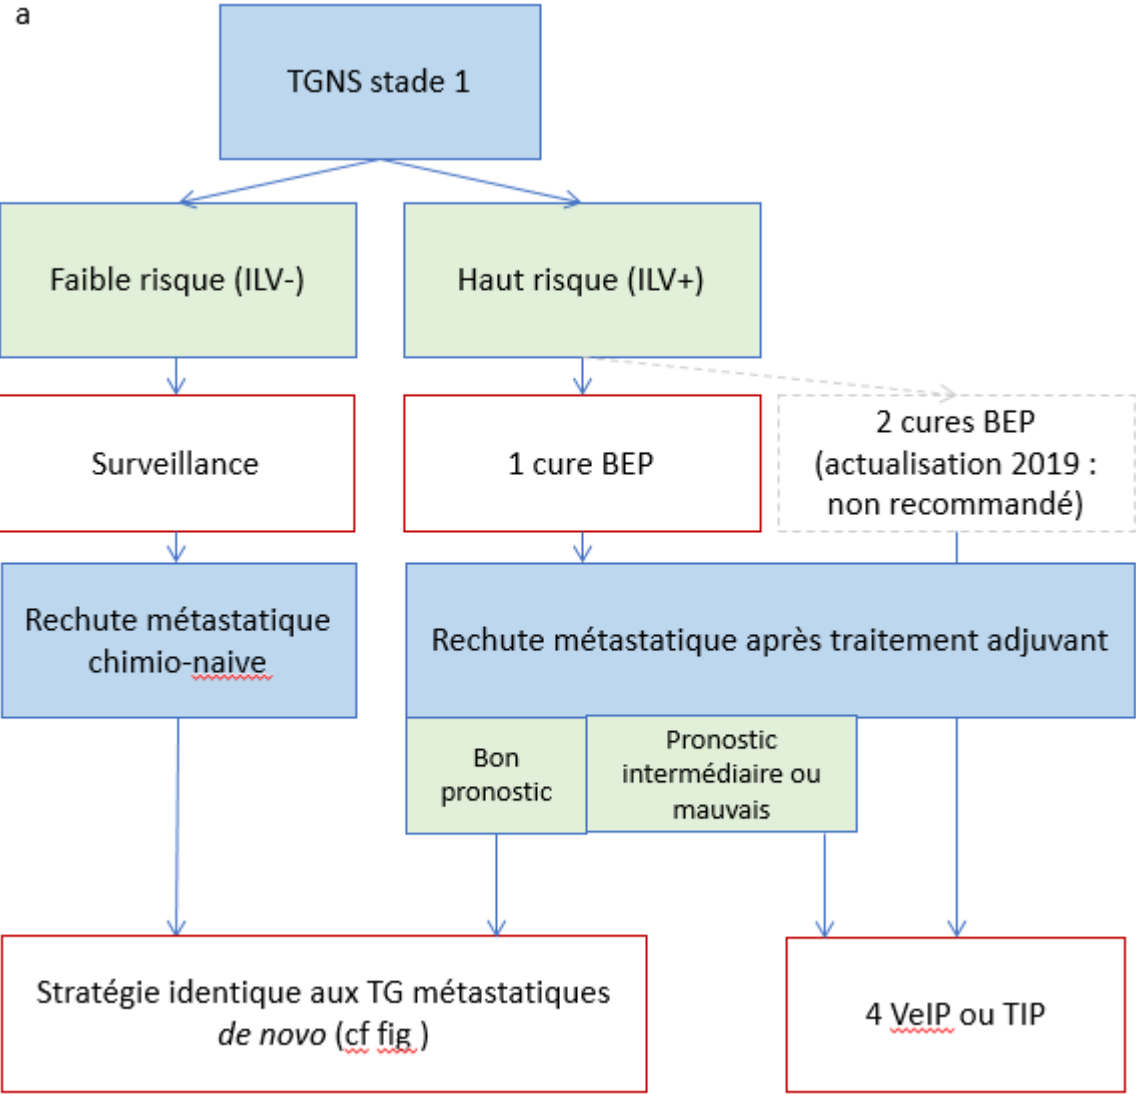 a
TGNS stade 1
Faible risque (ILV-)
Haut risque (ILV+)
Surveillance
1 cure BEP
2 cures BEP
(actualisation 2019 :
non recommandé)
Rechute métastatique
chimio-naive
Rechute métastatique après traitement adjuvant
Bon
pronostic
Pronostic
intermédiaire ou
mauvais
Stratégie identique aux TG métastatiques
de novo (cf fig )
4 VeIP ou TIP